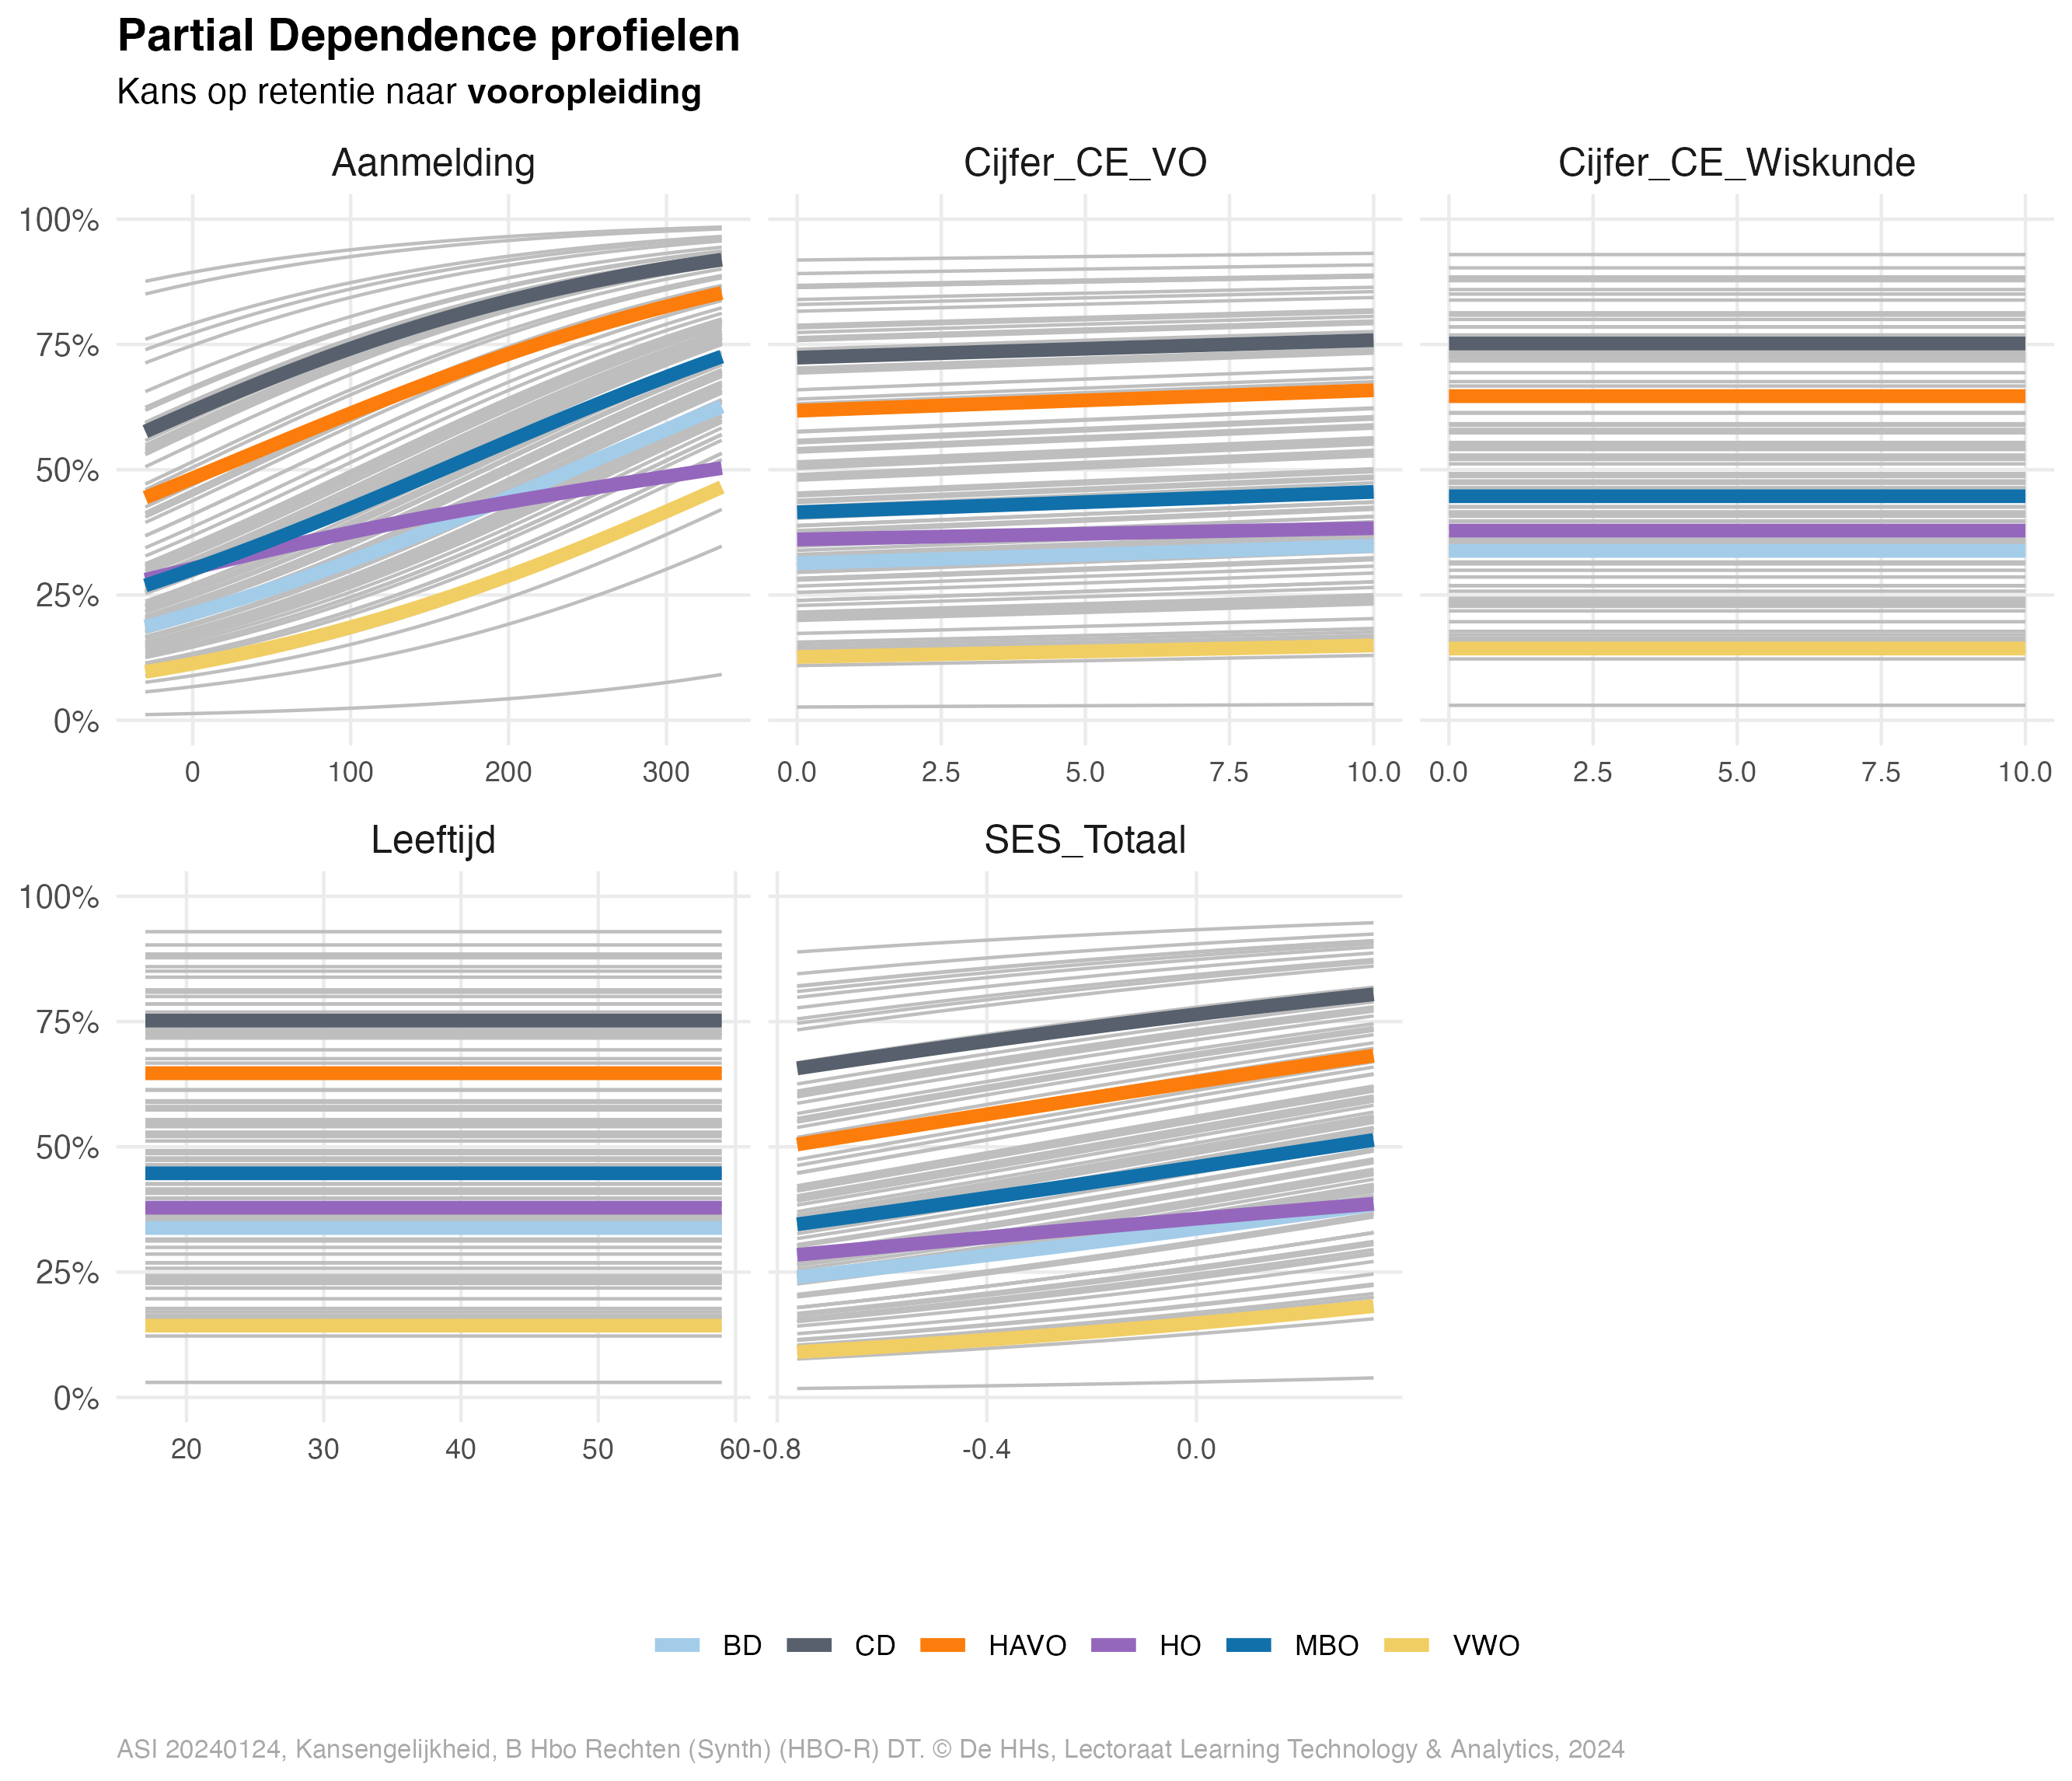 Partial Dependence profielen
Kans op retentie naar vooropleiding
Aanmelding
Cijfer_CE_VO
Cijfer_CE_Wiskunde
100%
75%
50%
25%
0%
0 100 200 300
0.0 2.5 5.0 7.5 10.0
0.0 2.5 5.0 7.5 10.0
Leeftijd
SES_Totaal
100%
75%
50%
25%
0%
20 30 40 50 60
-0.8 -0.4 0.0
BD CD HAVO HO MBO VWO
ASI 20240124, Kansengelijkheid, B Hbo Rechten (Synth) (HBO-R) DT. © De HHs, Lectoraat Learning Technology & Analytics, 2024